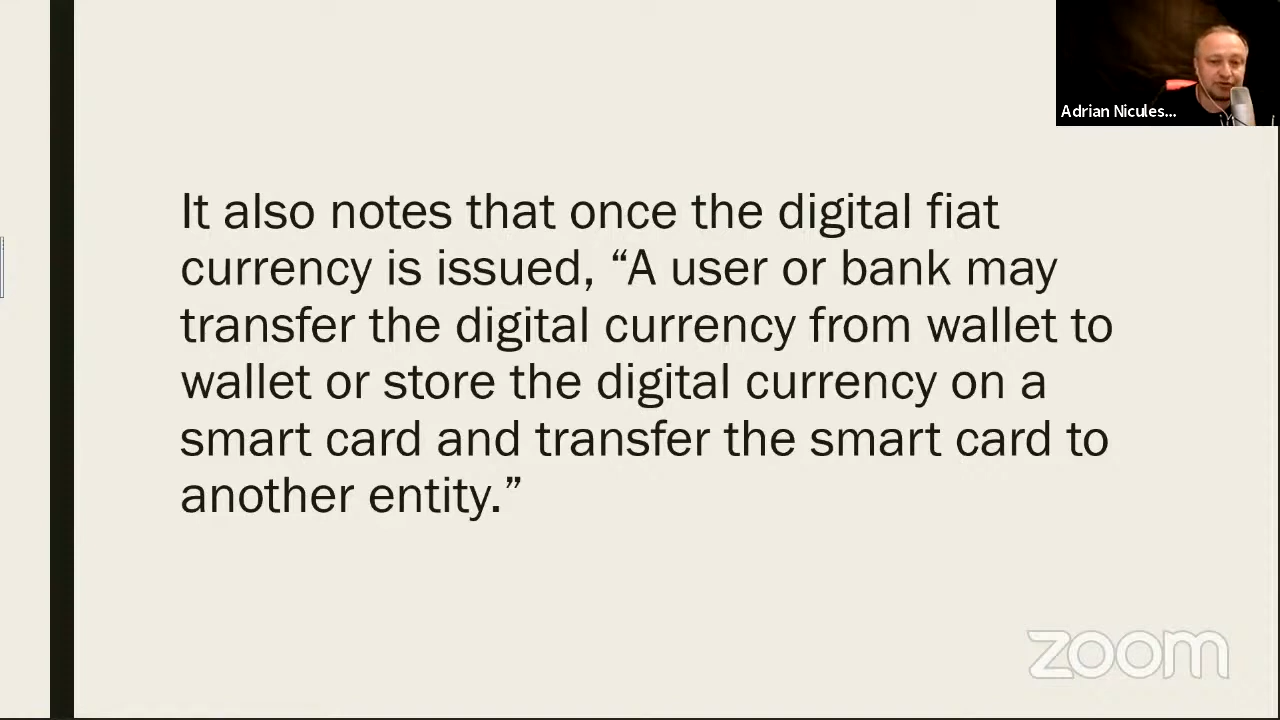 Adrian Nicules...
It also notes that once the digital fiat
currency is issued, “A user or bank may
transfer the digital currency from wallet to
wallet or store the digital currency on a
smart card and transfer the smart card to
another entity.”
zoom